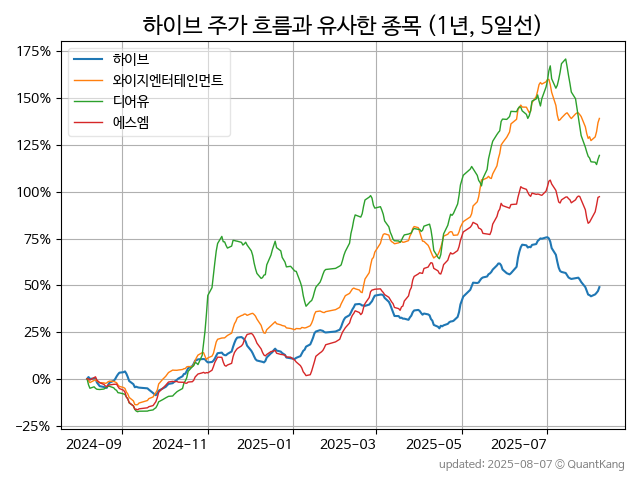 하이브 주가 흐름과 유사한 종목 (1년, 5일선)
175%
150%
125%
100%
75%
50%
25%
0%
−25%
하이브
와이지엔터테인먼트
디어유
에스엠
2024-09 2024-11 2025-01 2025-03 2025-05 2025-07
updated: 2025-08-07 © QuantKang